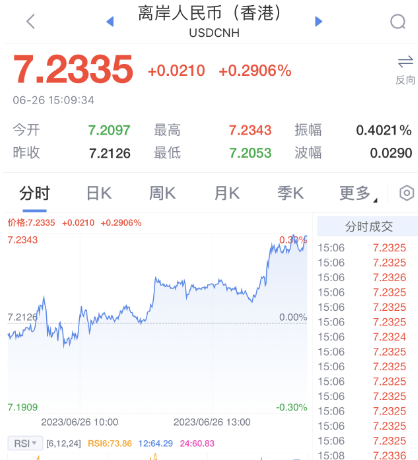 离岸人民币（香港）
USDCNH
7.2335 +0.0210 +0.2906%
反向
06-26 15:09:34
今开 7.2097 最高 7.2343 振幅 0.4021%
昨收 7.2126 最低 7.2053 波幅 0.0290
分时 日K 周K 月K 季K 更多
价格:7.2335 +0.0210 +0.2906%
分时成交
7.2343 0.30%
15:06 7.2325
15:06 7.2325
15:06 7.2326
15:06 7.2325
15:06 7.2325
7.2126 0.00%
15:06 7.2325
15:06 7.2324
15:06 7.2325
15:06 7.2325
15:06 7.2325
15:06 7.2325
7.1909 -0.30%
15:06 7.2325
2023/06/26 10:00 2023/06/26 13:00
15:06 7.2325
RSI [6,12,24] RSI6:73.86 12:64.29 24:60.83
15:06 7.2325
15:08 7.2336